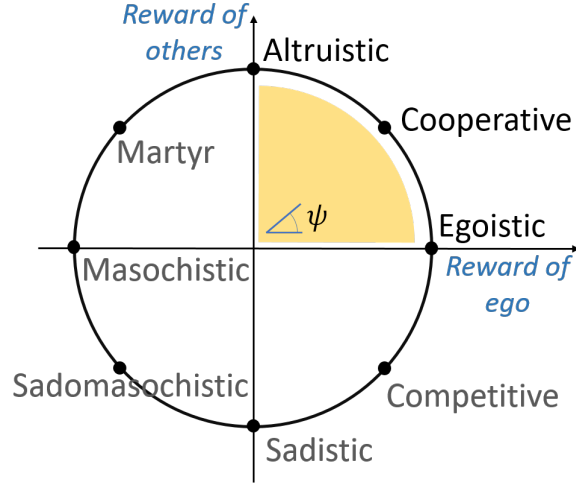 Reward of
others
Altruistic
Cooperative
Martyr
ψ
Egoistic
Masochistic
Reward of
ego
Sadomasochistic
Competitive
Sadistic